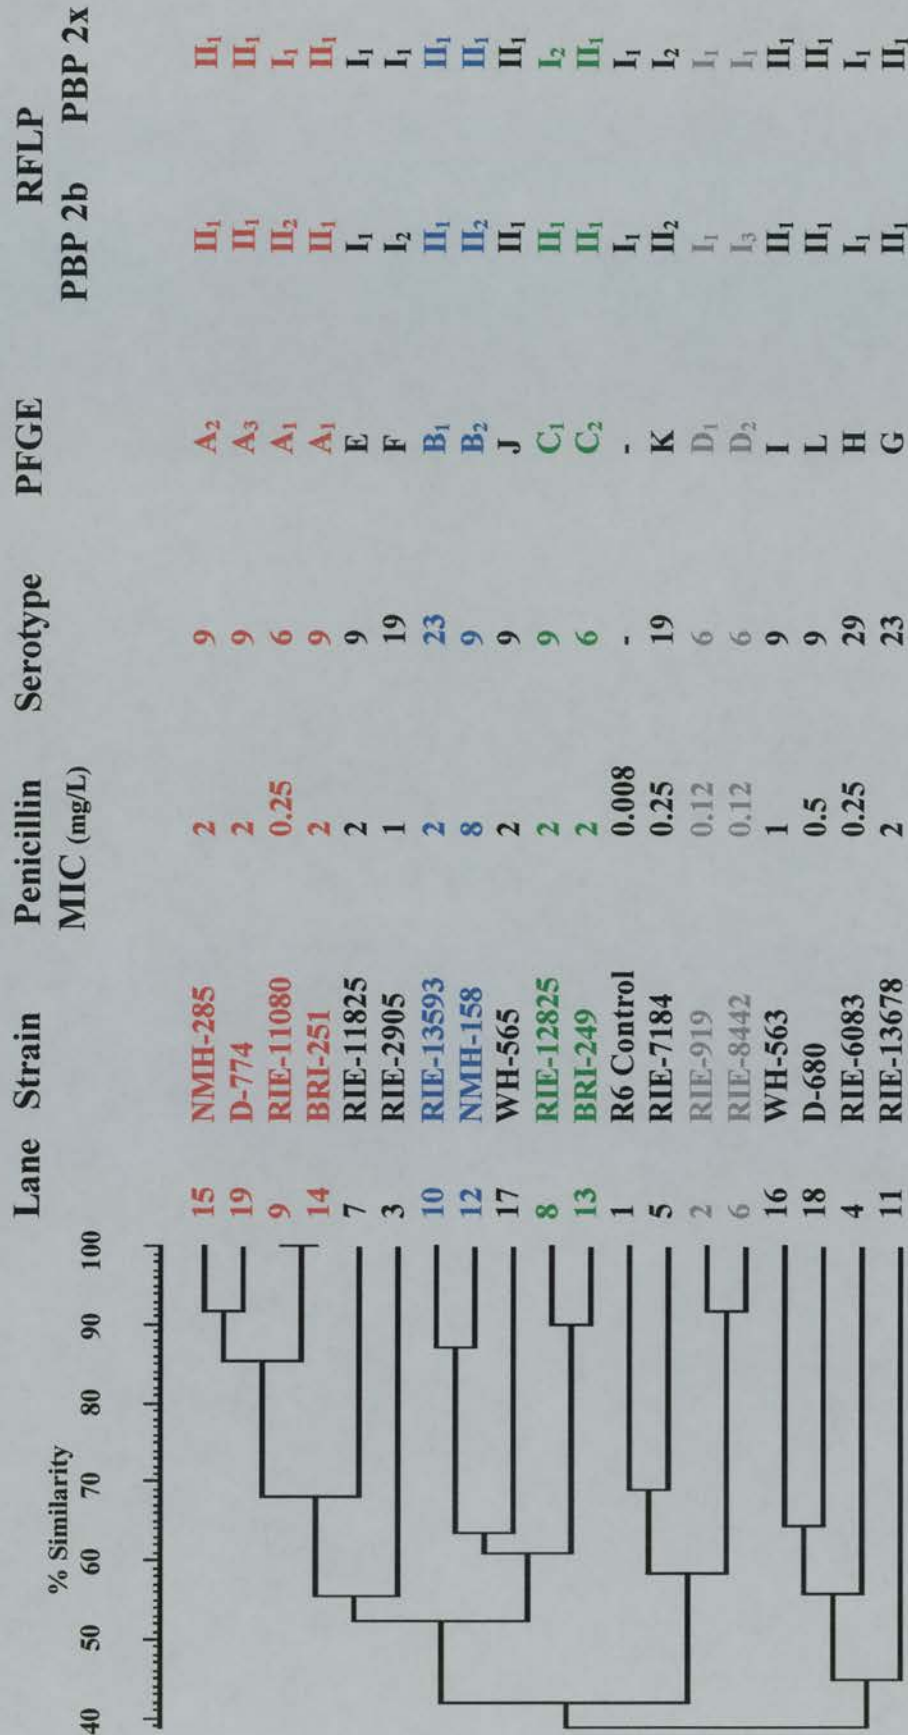 % Similarity
40 50 60 70 80 90 100
Lane Strain Penicillin Serotype PFGE RFLP
MIC (mg/L) PBP 2b PBP 2x
15 NMH-285 2 9 A₂ II₁ II₁
19 D-774 2 9 A₃ II₁ II₁
9 RIE-11080 0.25 6 A₁ II₂ I₁
14 BRI-251 2 9 A₁ II₁ II₁
7 RIE-11825 2 9 E I₁ I₁
3 RIE-2905 1 19 F I₂ I₁
10 RIE-13593 2 23 B₁ II₁ II₁
12 NMH-158 8 9 B₂ II₂ II₁
17 WH-565 2 9 J II₁ II₁
8 RIE-12825 2 9 C₁ II₁ I₂
13 BRI-249 2 6 C₂ II₁ II₁
1 R6 Control 0.008 - - I₁ I₁
5 RIE-7184 0.25 19 K II₂ I₂
2 RIE-919 0.12 6 D₁ I₁ I₁
6 RIE-8442 0.12 6 D₂ I₃ I₁
16 WH-563 1 9 I II₁ II₁
18 D-680 0.5 9 L II₁ II₁
4 RIE-6083 0.25 29 H I₁ I₁
11 RIE-13678 2 23 G II₁ II₁